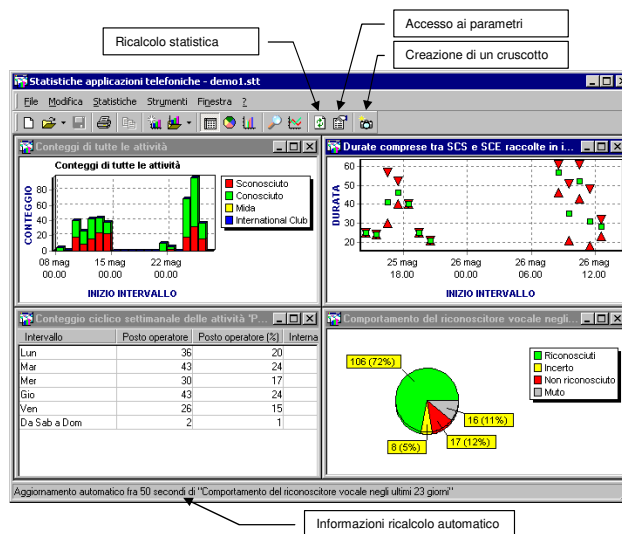 Accesso ai parametri
Ricalcolo statistica
Creazione di un cruscotto
Statistiche applicazioni telefoniche - demo1.stt
File Modifica Statistiche Strumenti Finestra ?
Conteggi di tutte le attività
Conteggi di tutte le attività
CONTEGGIO
80
60
40
20
0
08 mag 15 mag 22 mag
00.00 00.00 00.00
INIZIO INTERVALLO
Sconosciuto
Conosciuto
Mida
International Club
Durate comprese tra SCS e SCE raccolte in i...
DURATA
60
50
40
30
20
25 mag 26 mag 26 mag 26 mag
18.00 00.00 06.00 12.00
INIZIO INTERVALLO
Conteggio ciclico settimanale delle attività 'P...
Intervallo Posto operatore Posto operatore (%) Interna
Lun 36 20
Mar 43 24
Mer 30 17
Gio 43 24
Ven 26 15
Da Sab a Dom 2 1
Comportamento del riconoscitore vocale negli...
106 (72%)
16 (11%)
17 (12%)
8 (5%)
Riconosciuti
Incerto
Non riconosciuto
Muto
Aggiornamento automatico fra 50 secondi di "Comportamento del riconoscitore vocale negli ultimi 23 giorni"
Informazioni ricalcolo automatico